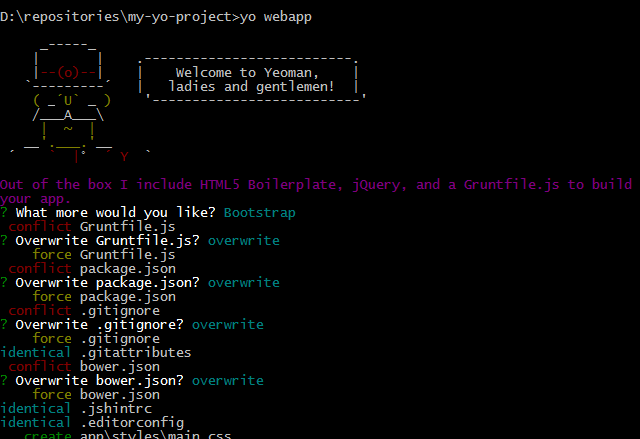 D:\repositories\my-yo-project>yo webapp
     _-----_
    |       |    .--------------------------.
    |--(o)--|    |    Welcome to Yeoman,    |
   `---------´   |   ladies and gentlemen!  |
    ( _´U`_ )    '--------------------------'
    /___A___\
     |  ~  |
   __'.___.'__
 ´   `  |° ´ Y `
Out of the box I include HTML5 Boilerplate, jQuery, and a Gruntfile.js to build
your app.
? What more would you like? Bootstrap
 conflict Gruntfile.js
? Overwrite Gruntfile.js? overwrite
    force Gruntfile.js
 conflict package.json
? Overwrite package.json? overwrite
    force package.json
 conflict .gitignore
? Overwrite .gitignore? overwrite
    force .gitignore
identical .gitattributes
 conflict bower.json
? Overwrite bower.json? overwrite
    force bower.json
identical .jshintrc
identical .editorconfig
   create app\styles\main.css